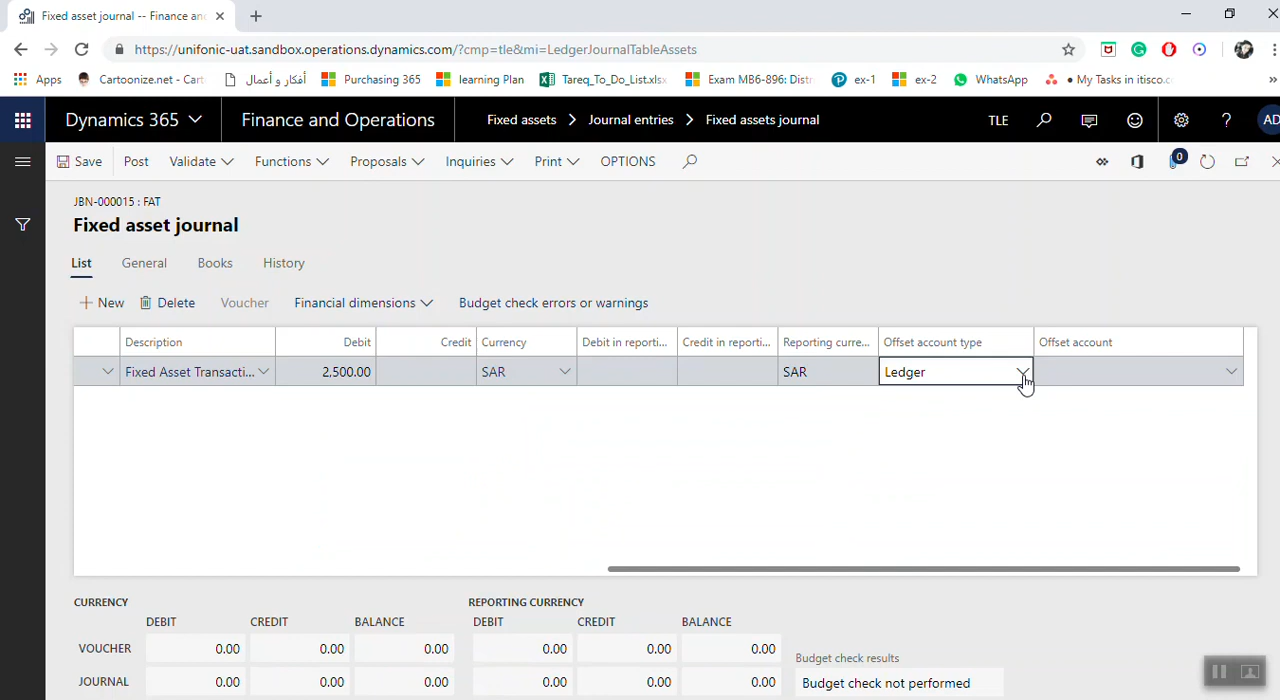 Fixed asset journal -- Finance an
https://unifonic-uat.sandbox.operations.dynamics.com/?cmp=tle&mi=LedgerJournalTableAssets
Apps Cartoonize.net - Cart أفكار و أعمال Purchasing 365 learning Plan Tareq_To_Do_List.xlsx Exam MB6-896: Distr ex-1 ex-2 WhatsApp • My Tasks in itisco.c »
Dynamics 365 Finance and Operations Fixed assets > Journal entries > Fixed assets journal TLE ? AD
Save Post Validate Functions Proposals Inquiries Print OPTIONS 0
JBN-000015 : FAT
Fixed asset journal
List General Books History
+ New Delete Voucher Financial dimensions Budget check errors or warnings
Description Debit Credit Currency Debit in reporti... Credit in reporti... Reporting curre... Offset account type Offset account
Fixed Asset Transacti... 2,500.00 SAR SAR Ledger
CURRENCY REPORTING CURRENCY
DEBIT CREDIT BALANCE DEBIT CREDIT BALANCE
VOUCHER 0.00 0.00 0.00 0.00 0.00 0.00
Budget check results
JOURNAL 0.00 0.00 0.00 0.00 0.00 0.00 Budget check not performed